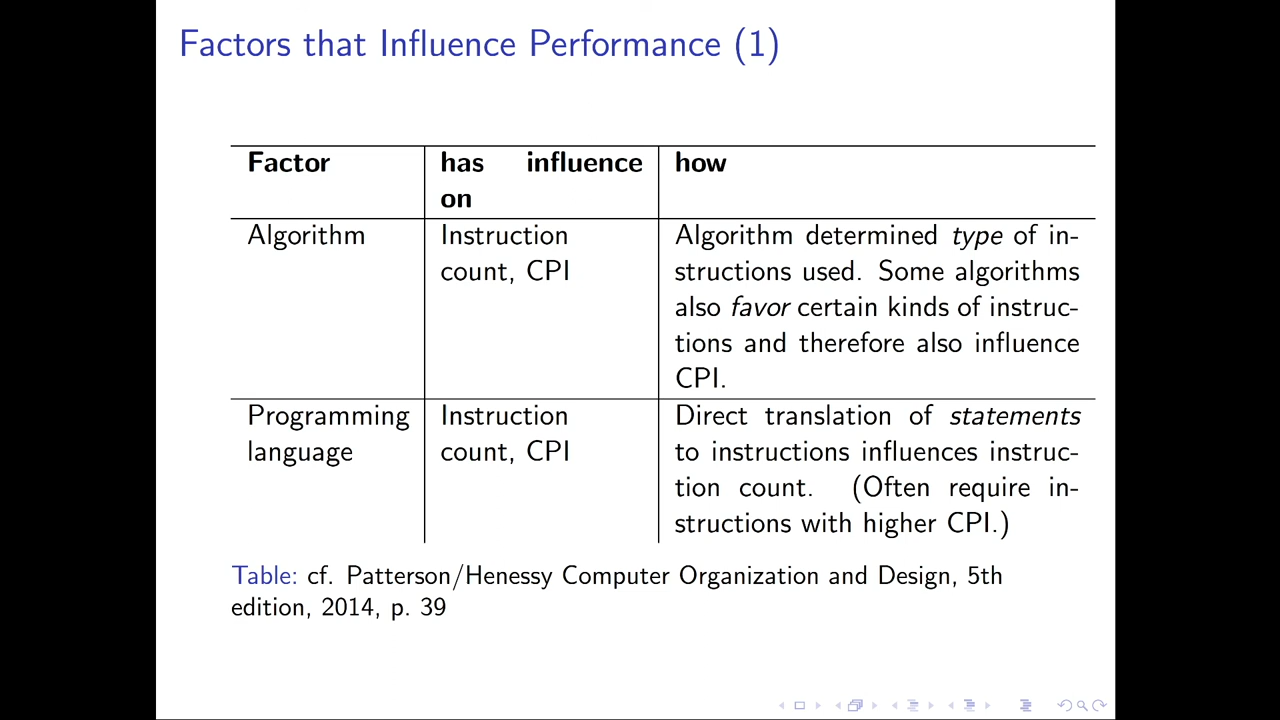 Factors that Influence Performance (1)
Factor
has influence
on
how
Algorithm
Instruction
count, CPI
Algorithm determined type of in-
structions used. Some algorithms
also favor certain kinds of instruc-
tions and therefore also influence
CPI.
Programming
language
Instruction
count, CPI
Direct translation of statements
to instructions influences instruc-
tion count. (Often require in-
structions with higher CPI.)
Table: cf. Patterson/Henessy Computer Organization and Design, 5th
edition, 2014, p. 39